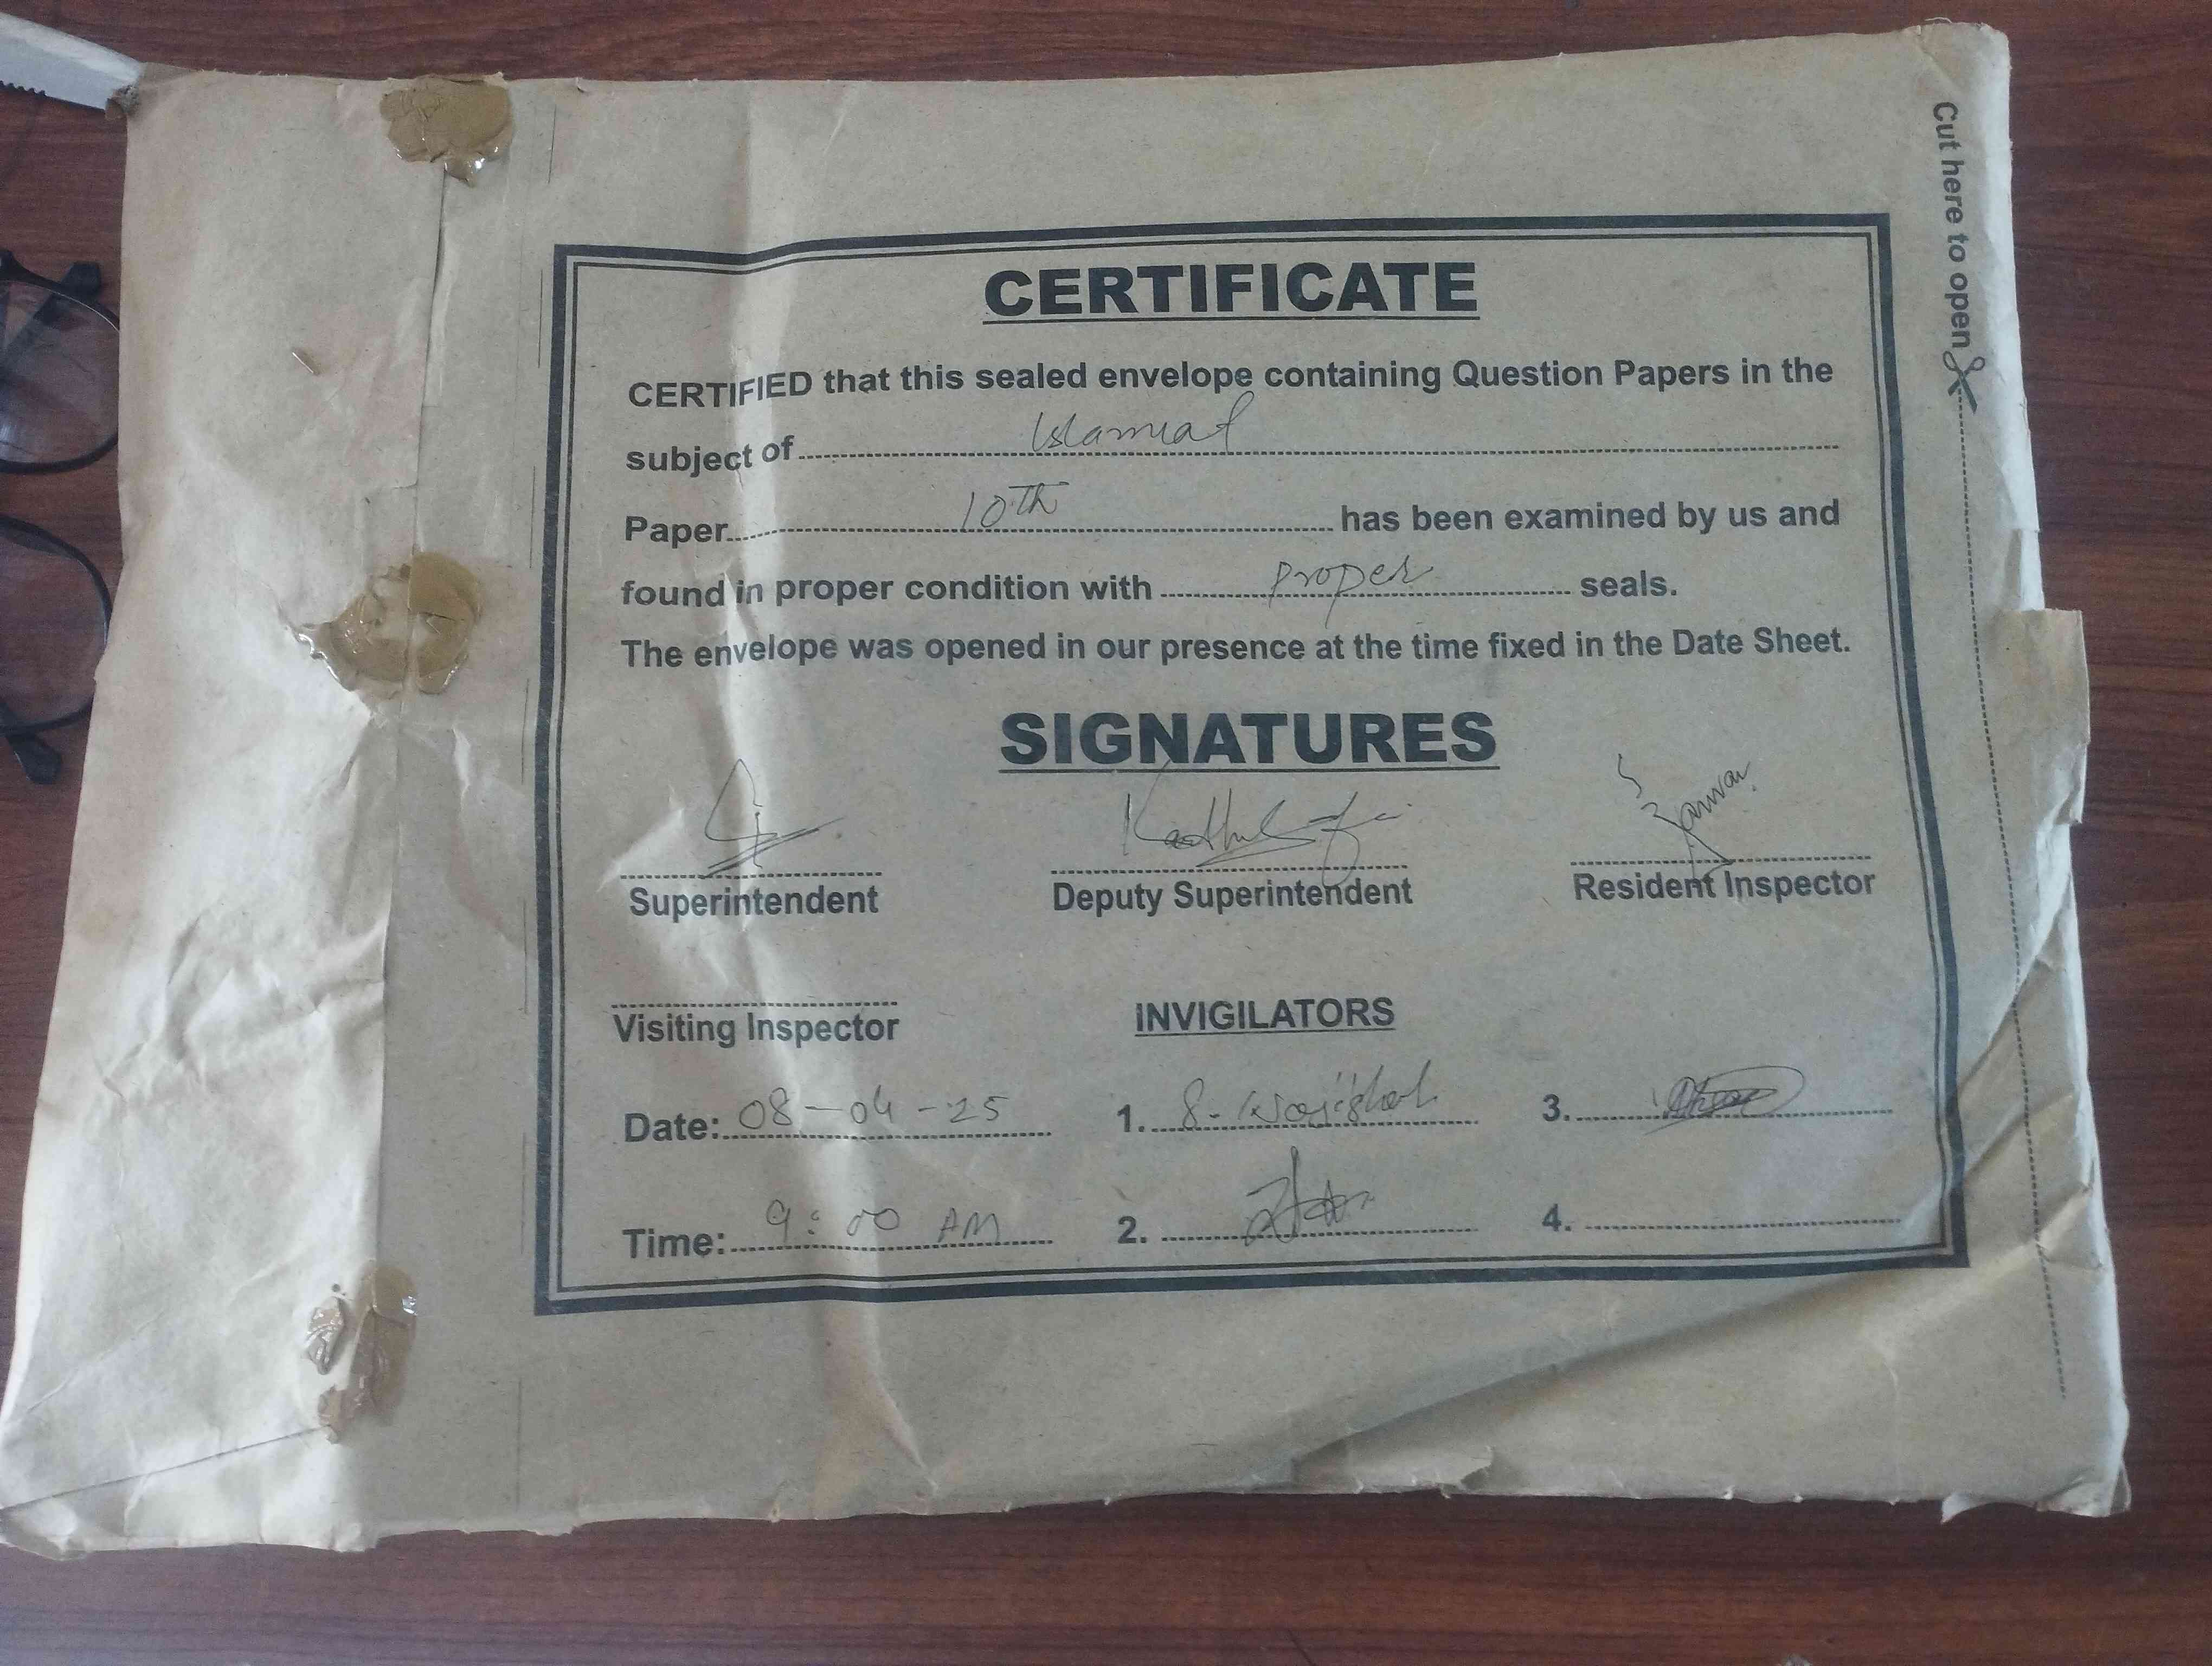 Cut here to open
CERTIFICATE
CERTIFIED that this sealed envelope containing Question Papers in the
subject of Islamiat
Paper 10th has been examined by us and
found in proper condition with Proper seals.
The envelope was opened in our presence at the time fixed in the Date Sheet.
SIGNATURES
Superintendent Deputy Superintendent Resident Inspector
Visiting Inspector INVIGILATORS
Date: 08-04-25 1. 3.
Time: 9:00 AM 2. 4.